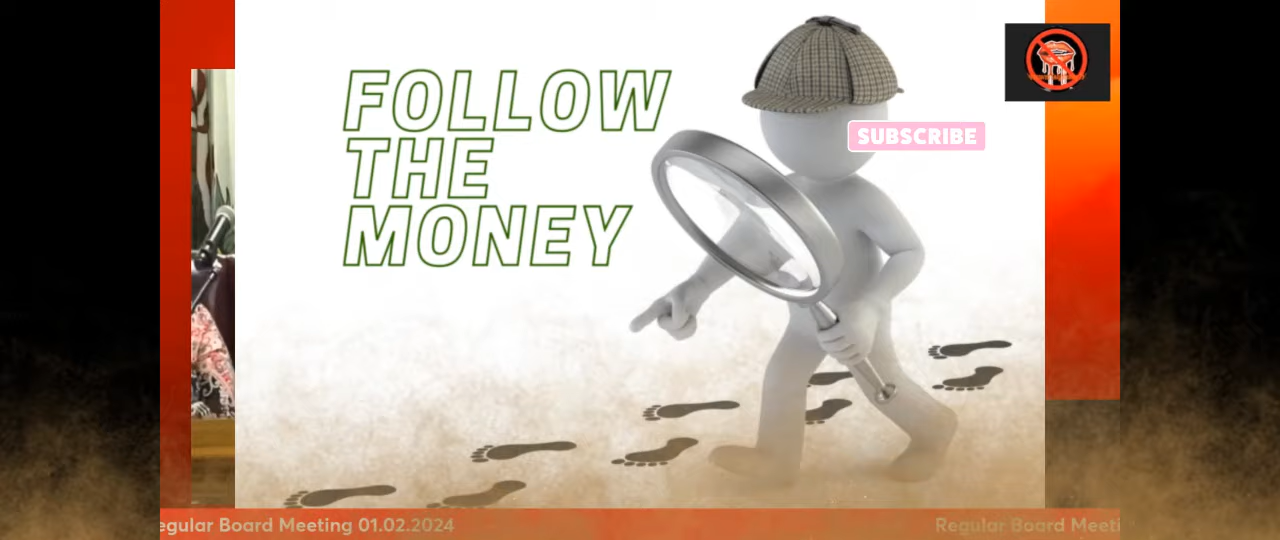 FOLLOW
THE
MONEY
SUBSCRIBE
egular Board Meeting 01.02.2024
Regular Board Meeti